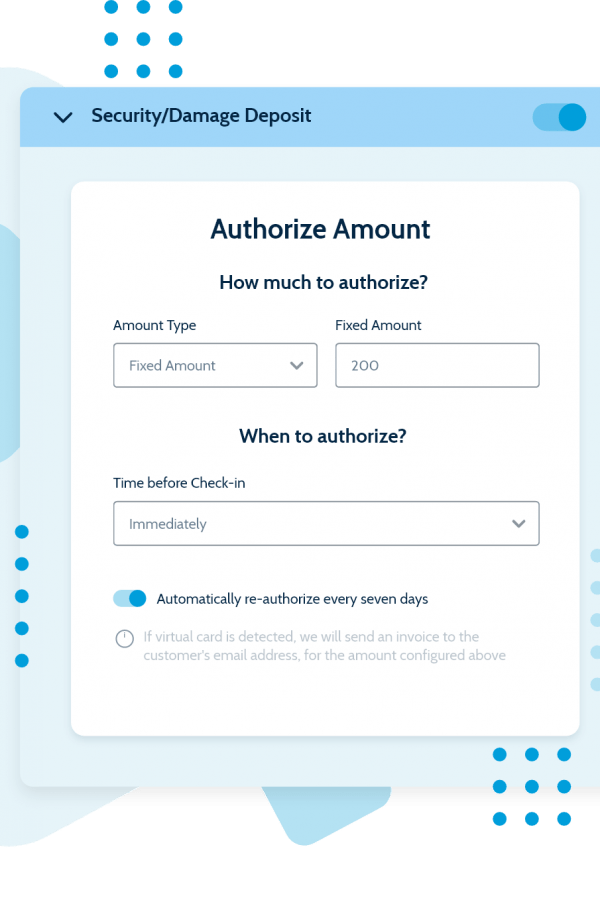 Security/Damage Deposit
Authorize Amount
How much to authorize?
Amount Type
Fixed Amount
Fixed Amount
200
When to authorize?
Time before Check-in
Immediately
Automatically re-authorize every seven days
If virtual card is detected, we will send an invoice to the
customer's email address, for the amount configured above